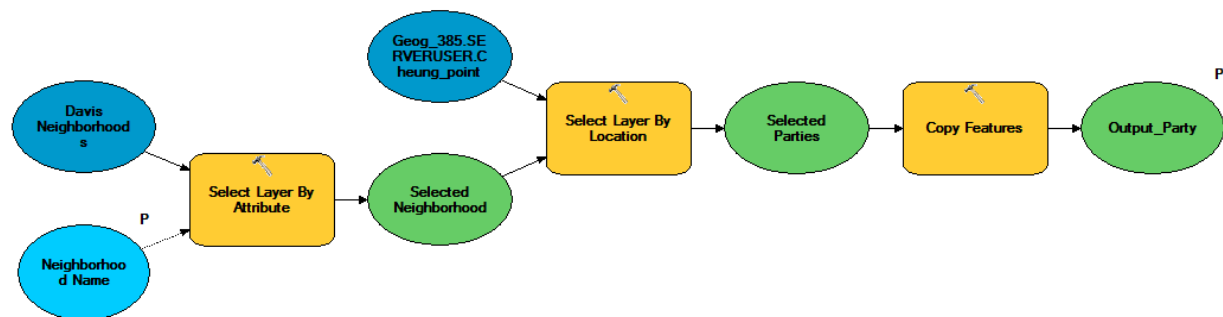 Geog_385.SE
RVERUSER.C
heung_point
P
Davis
Neighborhood
s
Select Layer By
Location
Selected
Parties
Copy Features
Output_Party
Select Layer By
Attribute
Selected
Neighborhood
P
Neighborhoo
d Name